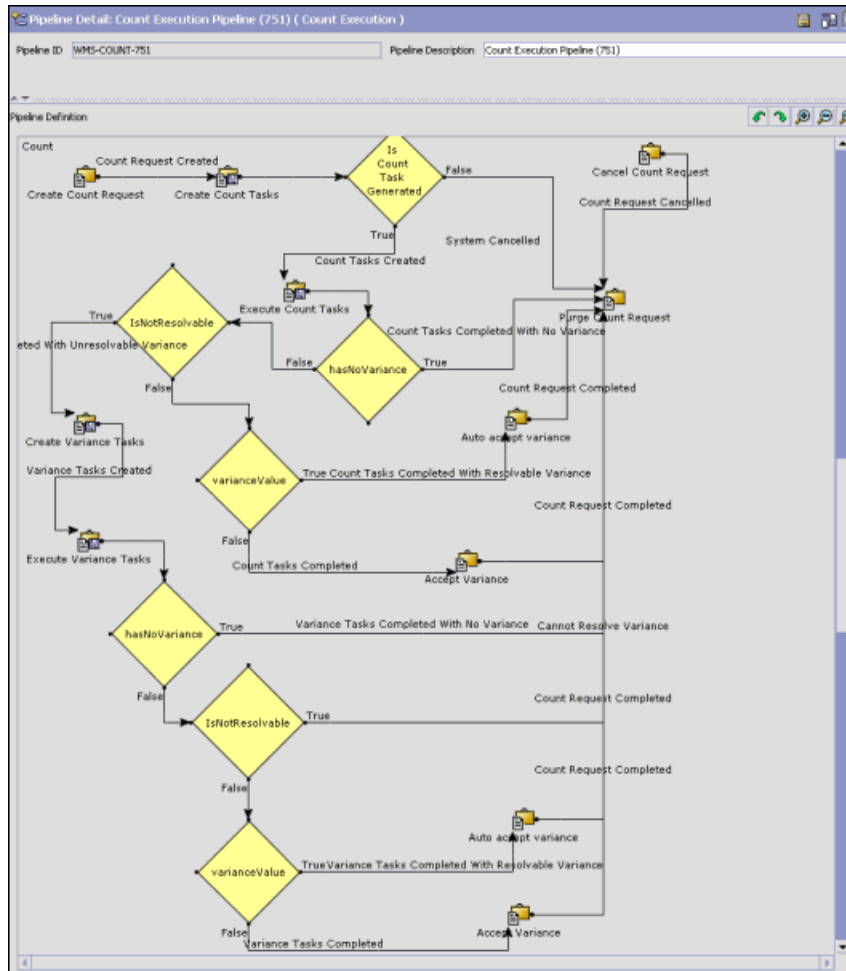 Pipeline Detail: Count Execution Pipeline (751) ( Count Execution )
Pipeline ID WMS-COUNT-751 Pipeline Description Count Execution Pipeline (751)
Pipeline Definition
Count
Is
Count
Task
Generated
Count Request Created
Create Count Request
Create Count Tasks
False
Cancel Count Request
Count Request Cancelled
True
System Cancelled
Count Tasks Created
Execute Count Tasks
Purge Count Request
True
IsNotResolvable
Count Tasks Completed With No Variance
eted With Unresolvable Variance
False
hasNoVariance
True
False
Count Request Completed
Create Variance Tasks
Auto accept variance
Variance Tasks Created
varianceValue
True Count Tasks Completed With Resolvable Variance
Count Request Completed
False
Execute Variance Tasks
Count Tasks Completed
Accept Variance
hasNoVariance
True
Variance Tasks Completed With No Variance
Cannot Resolve Variance
False
Count Request Completed
IsNotResolvable
True
Count Request Completed
False
Auto accept variance
varianceValue
True Variance Tasks Completed With Resolvable Variance
False
Accept Variance
Variance Tasks Completed